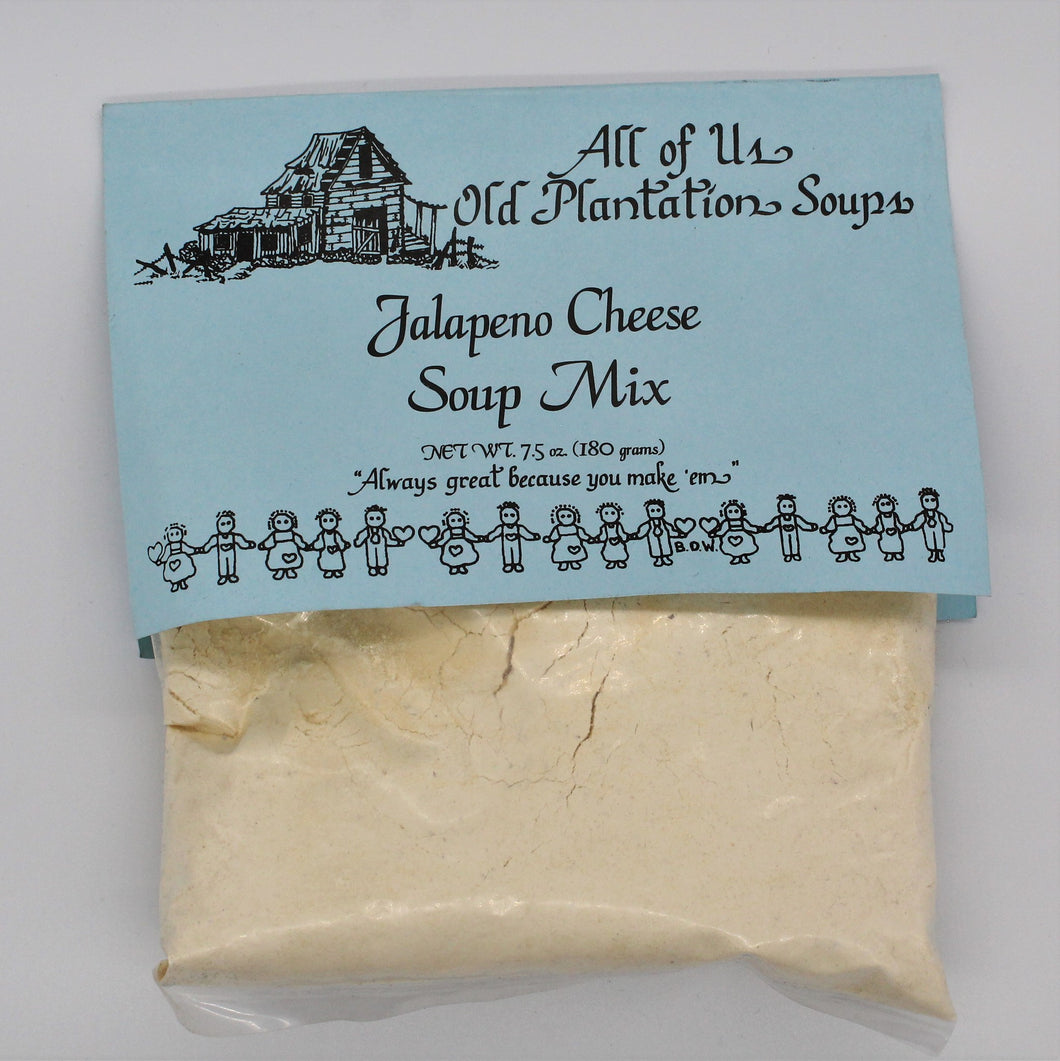 All of Us
Old Plantation Soups
Jalapeno Cheese
Soup Mix
NET WT. 7.5 oz. (180 grams)
"Always great because you make 'em"
B.D.W.